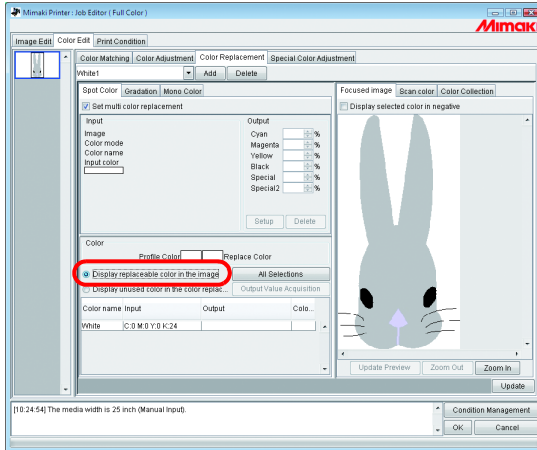 Mimaki Printer : Job Editor ( Full Color )
Mimaki
Image Edit Color Edit Print Condition
Color Matching Color Adjustment Color Replacement Special Color Adjustment
White1 Add Delete
Spot Color Gradation Mono Color
Focused image Scan color Color Collection
Set multi color replacement
Display selected color in negative
Input
Output
Image
Color mode
Color name
Input color
Cyan %
Magenta %
Yellow %
Black %
Special %
Special2 %
Setup Delete
Color
Profile Color Replace Color
Display replaceable color in the image All Selections
Display unused color in the color replac... Output Value Acquisition
Color name Input Output Colo...
White C:0 M:0 Y:0 K:24
Update Preview Zoom Out Zoom In
Update
[10:24:54] The media width is 25 inch (Manual Input).
Condition Management
OK Cancel